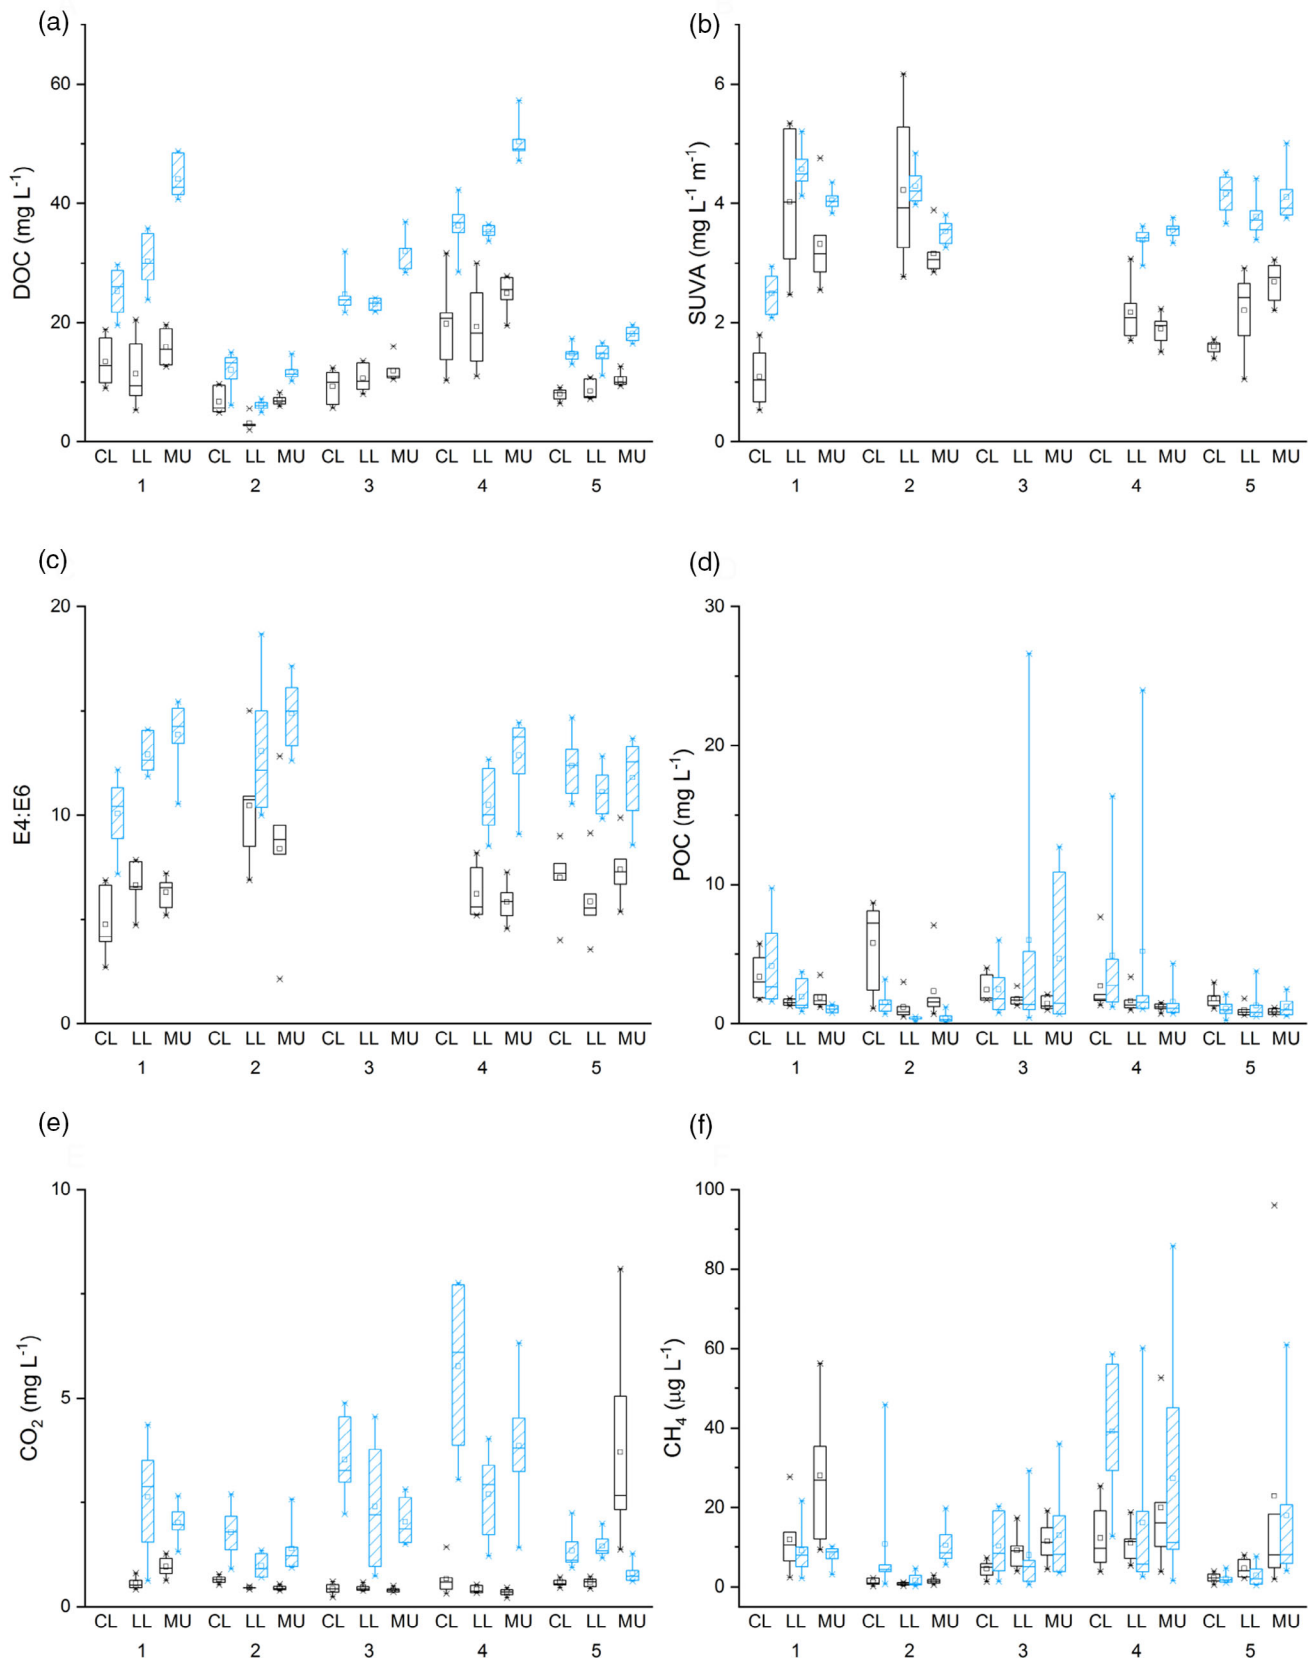 (a)
DOC (mg L⁻¹)
60
40
20
0
CL LL MU CL LL MU CL LL MU CL LL MU CL LL MU
1 2 3 4 5
(b)
SUVA (mg L⁻¹ m⁻¹)
6
4
2
0
CL LL MU CL LL MU CL LL MU CL LL MU CL LL MU
1 2 3 4 5
(c)
E4:E6
20
10
0
CL LL MU CL LL MU CL LL MU CL LL MU CL LL MU
1 2 3 4 5
(d)
POC (mg L⁻¹)
30
20
10
0
CL LL MU CL LL MU CL LL MU CL LL MU CL LL MU
1 2 3 4 5
(e)
CO₂ (mg L⁻¹)
10
5
0
CL LL MU CL LL MU CL LL MU CL LL MU CL LL MU
1 2 3 4 5
(f)
CH₄ (µg L⁻¹)
100
80
60
40
20
0
CL LL MU CL LL MU CL LL MU CL LL MU CL LL MU
1 2 3 4 5